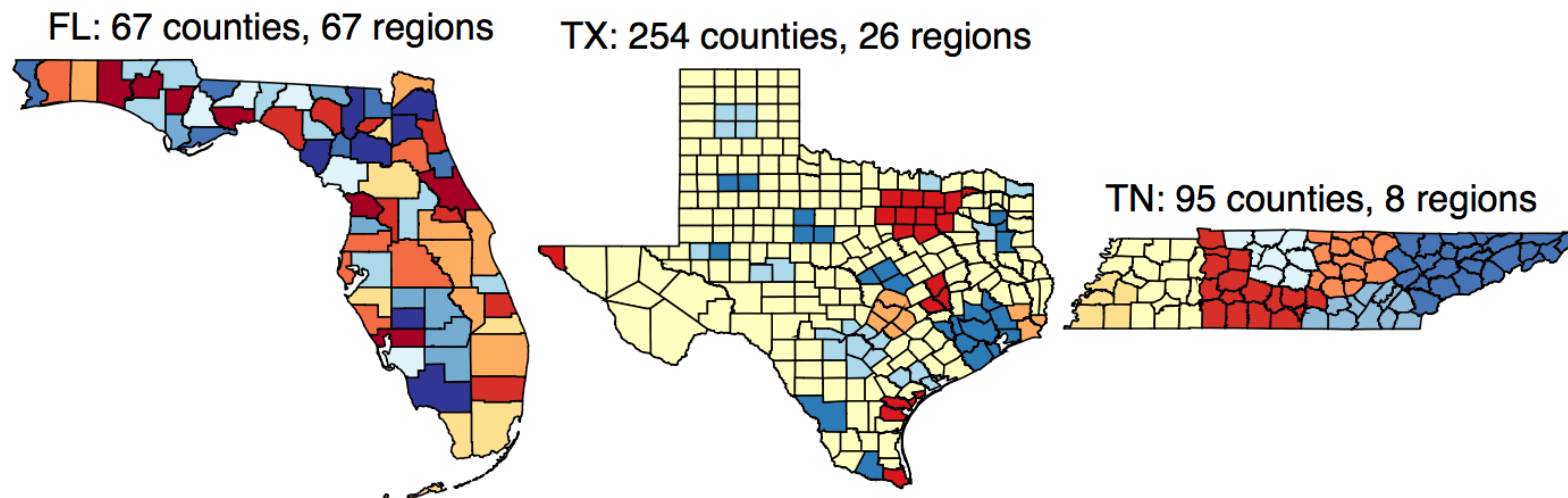 FL: 67 counties, 67 regions
TX: 254 counties, 26 regions
TN: 95 counties, 8 regions